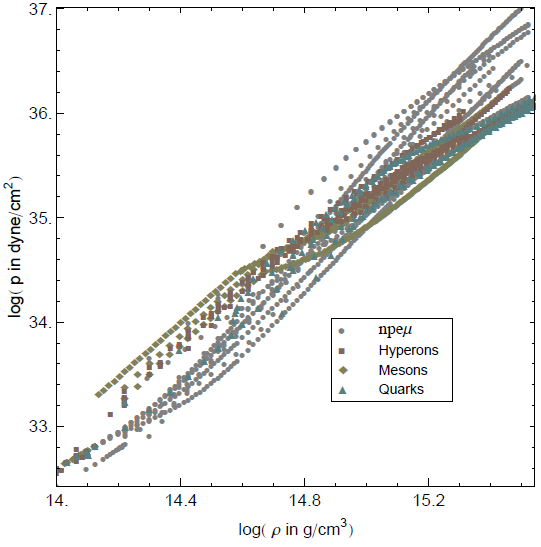 37.
36.
35.
34.
33.
log( p in dyne/cm²)
npeμ
Hyperons
Mesons
Quarks
14. 14.4 14.8 15.2
log( ρ in g/cm³)